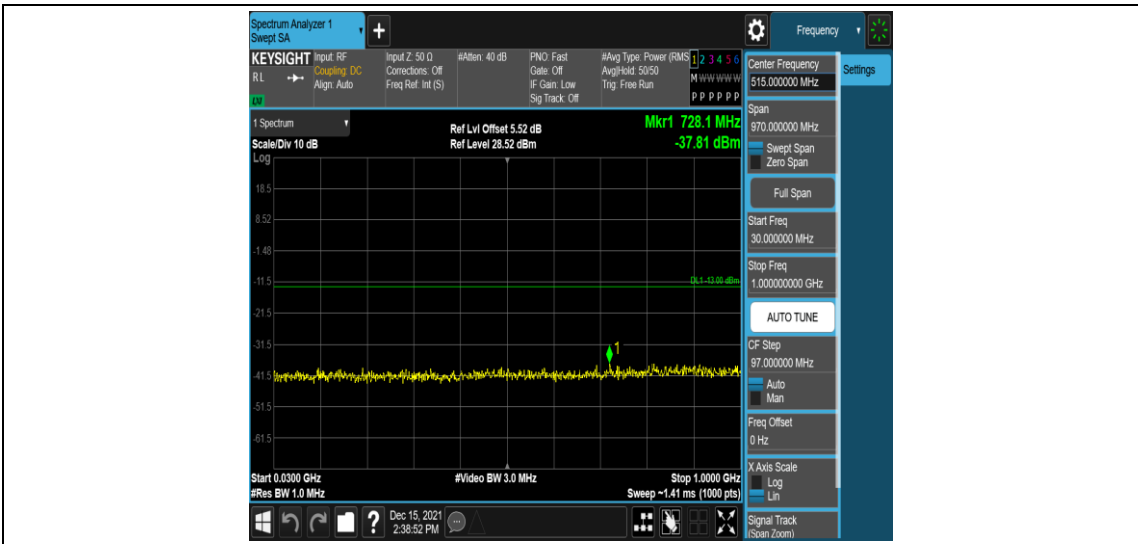 Spectrum Analyzer 1
Swept SA
+
Frequency
KEYSIGHT
RL
LXI
Input: RF
Coupling: DC
Align: Auto
Input Z: 50 Ω
Corrections: Off
Freq Ref: Int (S)
#Atten: 40 dB
PNO: Fast
Gate: Off
IF Gain: Low
Sig Track: Off
#Avg Type: Power (RMS
Avg|Hold: 50/50
Trig: Free Run
1 2 3 4 5 6
M W W W W W
P P P P P P
Center Frequency
515.000000 MHz
Settings
Span
970.000000 MHz
Swept Span
Zero Span
Full Span
Start Freq
30.000000 MHz
Stop Freq
1.000000000 GHz
AUTO TUNE
CF Step
97.000000 MHz
Auto
Man
Freq Offset
0 Hz
X Axis Scale
Log
Lin
Signal Track
(Span Zoom)
1 Spectrum
Scale/Div 10 dB
Log
Ref Lvl Offset 5.52 dB
Ref Level 28.52 dBm
Mkr1 728.1 MHz
-37.81 dBm
18.5
8.52
-1.48
-11.5
-21.5
-31.5
-41.5
-51.5
-61.5
DL1 -13.00 dBm
1
Start 0.0300 GHz
#Res BW 1.0 MHz
#Video BW 3.0 MHz
Stop 1.0000 GHz
Sweep ~1.41 ms (1000 pts)
?
Dec 15, 2021
2:38:52 PM